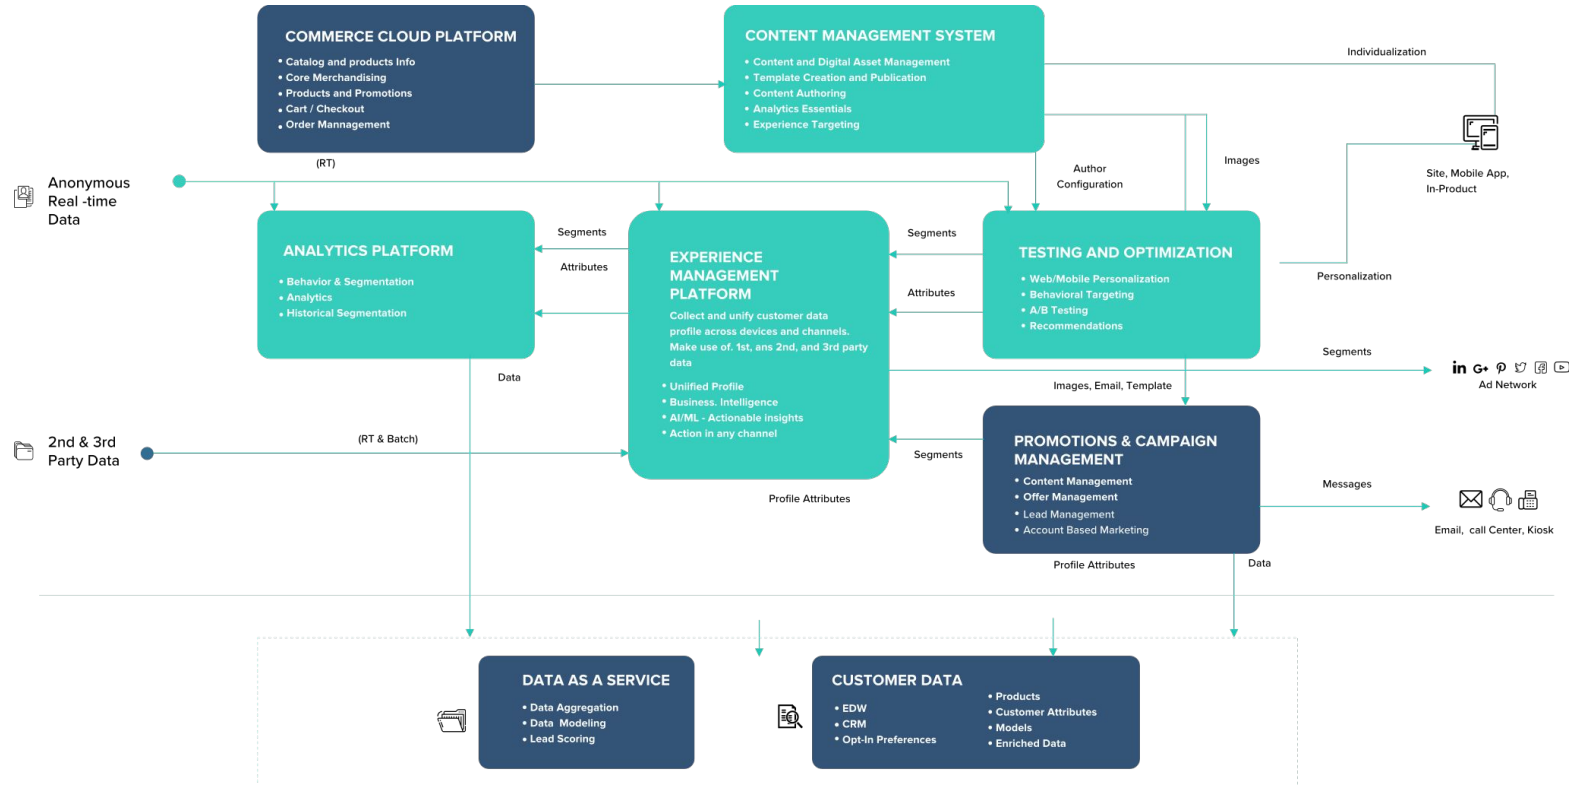 COMMERCE CLOUD PLATFORM
• Catalog and products Info
• Core Merchandising
• Products and Promotions
• Cart / Checkout
• Order Mannagement
CONTENT MANAGEMENT SYSTEM
• Content and Digital Asset Management
• Template Creation and Publication
• Content Authoring
• Analytics Essentials
• Experience Targeting
Individualization
Site, Mobile App,
In-Product
(RT)
Images
Author
Configuration
Anonymous
Real -time
Data
ANALYTICS PLATFORM
• Behavior & Segmentation
• Analytics
• Historical Segmentation
Segments
Attributes
EXPERIENCE
MANAGEMENT
PLATFORM
Collect and unify customer data
profile across devices and channels.
Make use of. 1st, ans 2nd, and 3rd party
data
• Uniified Profile
• Business. Intelligence
• AI/ML - Actionable insights
• Action in any channel
Segments
Attributes
TESTING AND OPTIMIZATION
• Web/Mobile Personalization
• Behavioral Targeting
• A/B Testing
• Recommendations
Personalization
Segments
in G+
Ad Network
Data
Images, Email, Template
2nd & 3rd
Party Data
(RT & Batch)
Segments
Profile Attributes
PROMOTIONS & CAMPAIGN
MANAGEMENT
• Content Management
• Offer Management
• Lead Management
• Account Based Marketing
Messages
Email, call Center, Kiosk
Profile Attributes
Data
DATA AS A SERVICE
• Data Aggregation
• Data Modeling
• Lead Scoring
CUSTOMER DATA
• EDW
• CRM
• Opt-In Preferences
• Products
• Customer Attributes
• Models
• Enriched Data